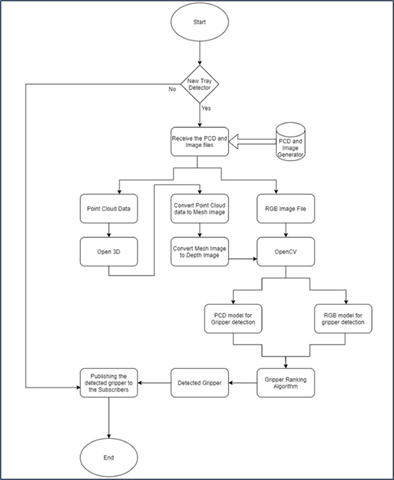 Start
New Tray
Detector
No
Yes
Receive the PCD and
Image files
PCD and
Image
Generator
Point Cloud Data
Convert Point Cloud
data to Mesh Image
RGB Image File
Open 3D
Convert Mesh Image
to Depth Image
OpenCV
PCD model for
Gripper detection
RGB model for
gripper detection
Publishing the
detected gripper to
the Subscribers
Detected Gripper
Gripper Ranking
Algorithm
End